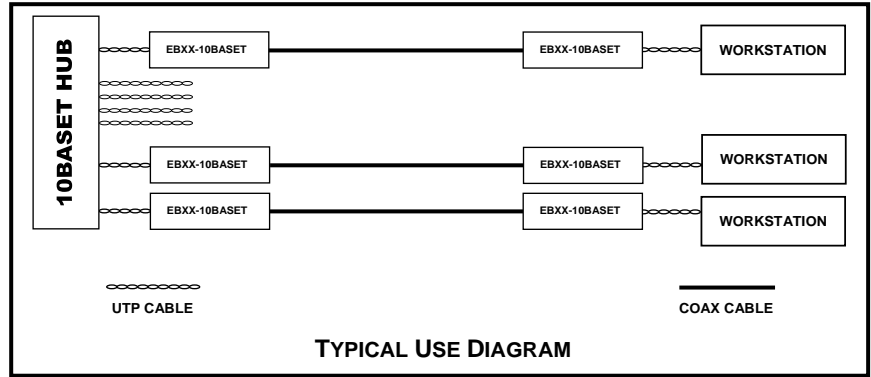 10BASET HUB
EBXX-10BASET EBXX-10BASET WORKSTATION
EBXX-10BASET EBXX-10BASET WORKSTATION
EBXX-10BASET EBXX-10BASET WORKSTATION
UTP CABLE COAX CABLE
TYPICAL USE DIAGRAM